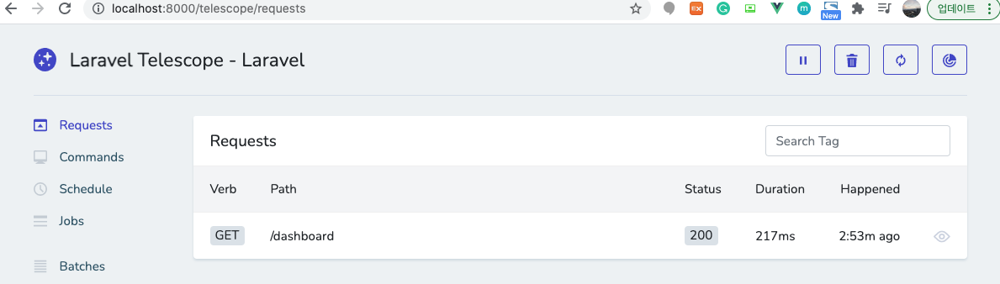 localhost:8000/telescope/requests
EX
G
m
New
업데이트
Laravel Telescope - Laravel
Requests
Commands
Schedule
Jobs
Batches
Requests
Search Tag
Verb Path Status Duration Happened
GET /dashboard 200 217ms 2:53m ago